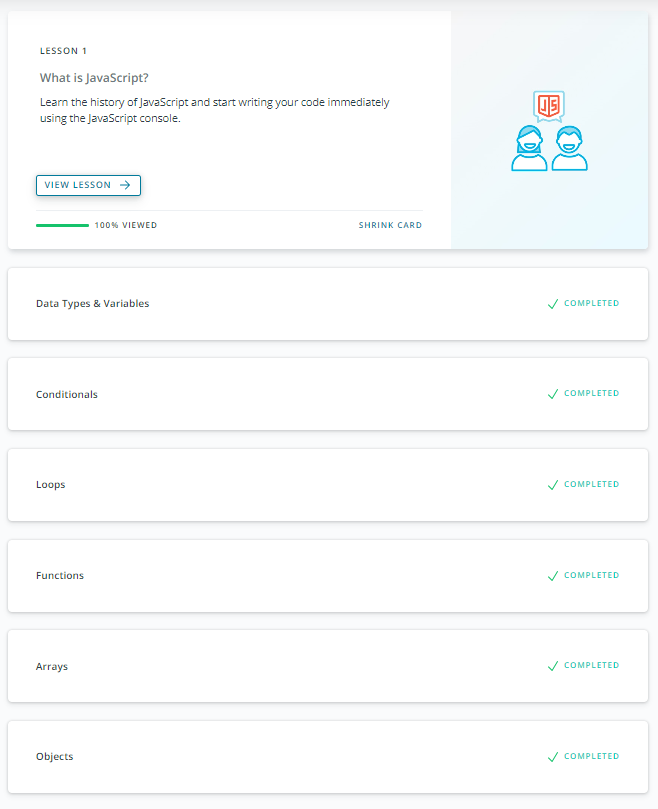 LESSON 1
What is JavaScript?
Learn the history of JavaScript and start writing your code immediately
using the JavaScript console.
JS
VIEW LESSON
100% VIEWED
SHRINK CARD
Data Types & Variables
COMPLETED
Conditionals
COMPLETED
Loops
COMPLETED
Functions
COMPLETED
Arrays
COMPLETED
Objects
COMPLETED